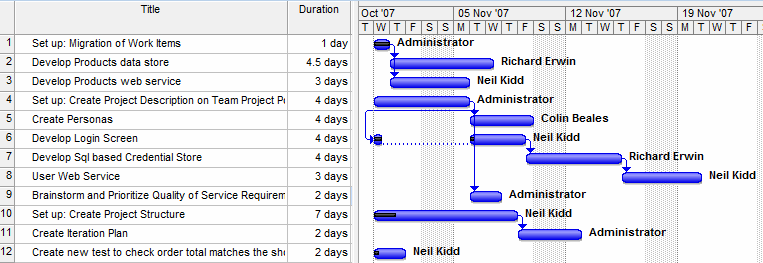 Title Duration Oct '07 05 Nov '07 12 Nov '07 19 Nov '07
T W T F S S M T W T F S S M T W T F S S M T W T F
1 Set up: Migration of Work Items 1 day Administrator
2 Develop Products data store 4.5 days Richard Erwin
3 Develop Products web service 3 days Neil Kidd
4 Set up: Create Project Description on Team Project Po 4 days Administrator
5 Create Personas 4 days Colin Beales
6 Develop Login Screen 4 days Neil Kidd
7 Develop Sql based Credential Store 4 days Richard Erwin
8 User Web Service 3 days Neil Kidd
9 Brainstorm and Prioritize Quality of Service Requirem 2 days Administrator
10 Set up: Create Project Structure 7 days Neil Kidd
11 Create Iteration Plan 2 days Administrator
12 Create new test to check order total matches the sho 2 days Neil Kidd